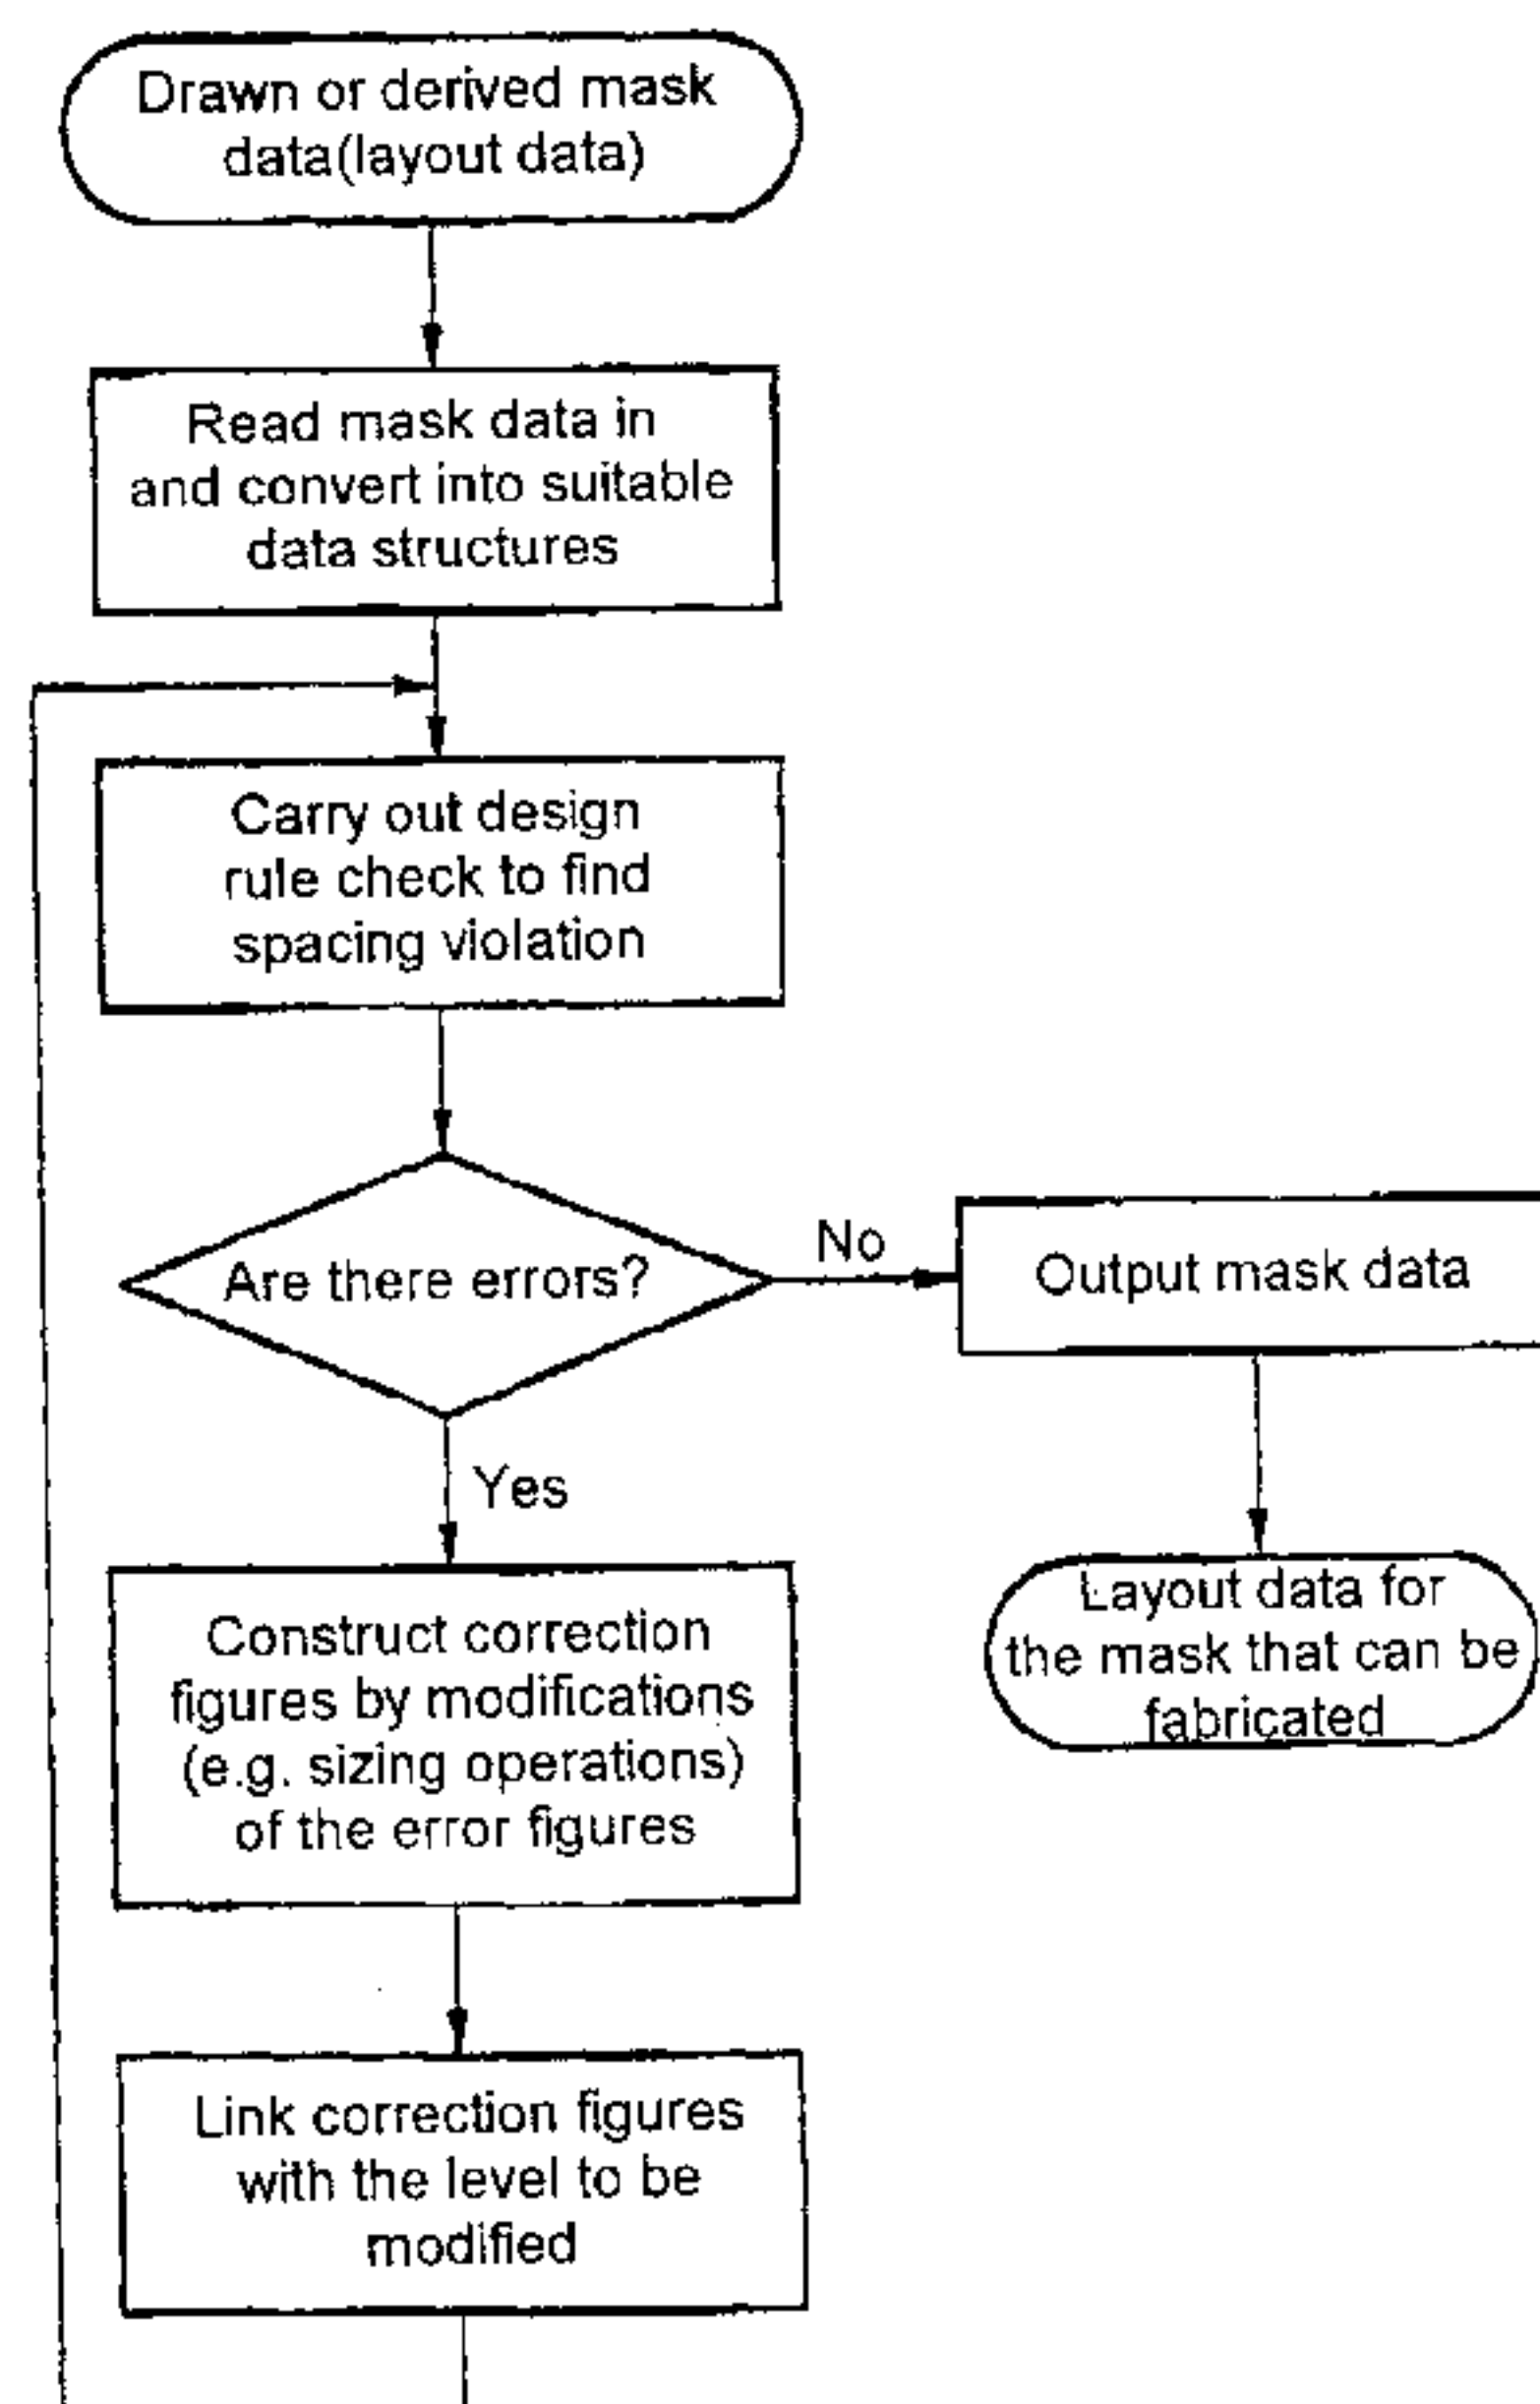 Drawn or derived mask
data(layout data)
Read mask data in
and convert into suitable
data structures
Carry out design
rule check to find
spacing violation
Are there errors?
No
Output mask data
Yes
Layout data for
the mask that can be
fabricated
Construct correction
figures by modifications
(e.g. sizing operations)
of the error figures
Link correction figures
with the level to be
modified